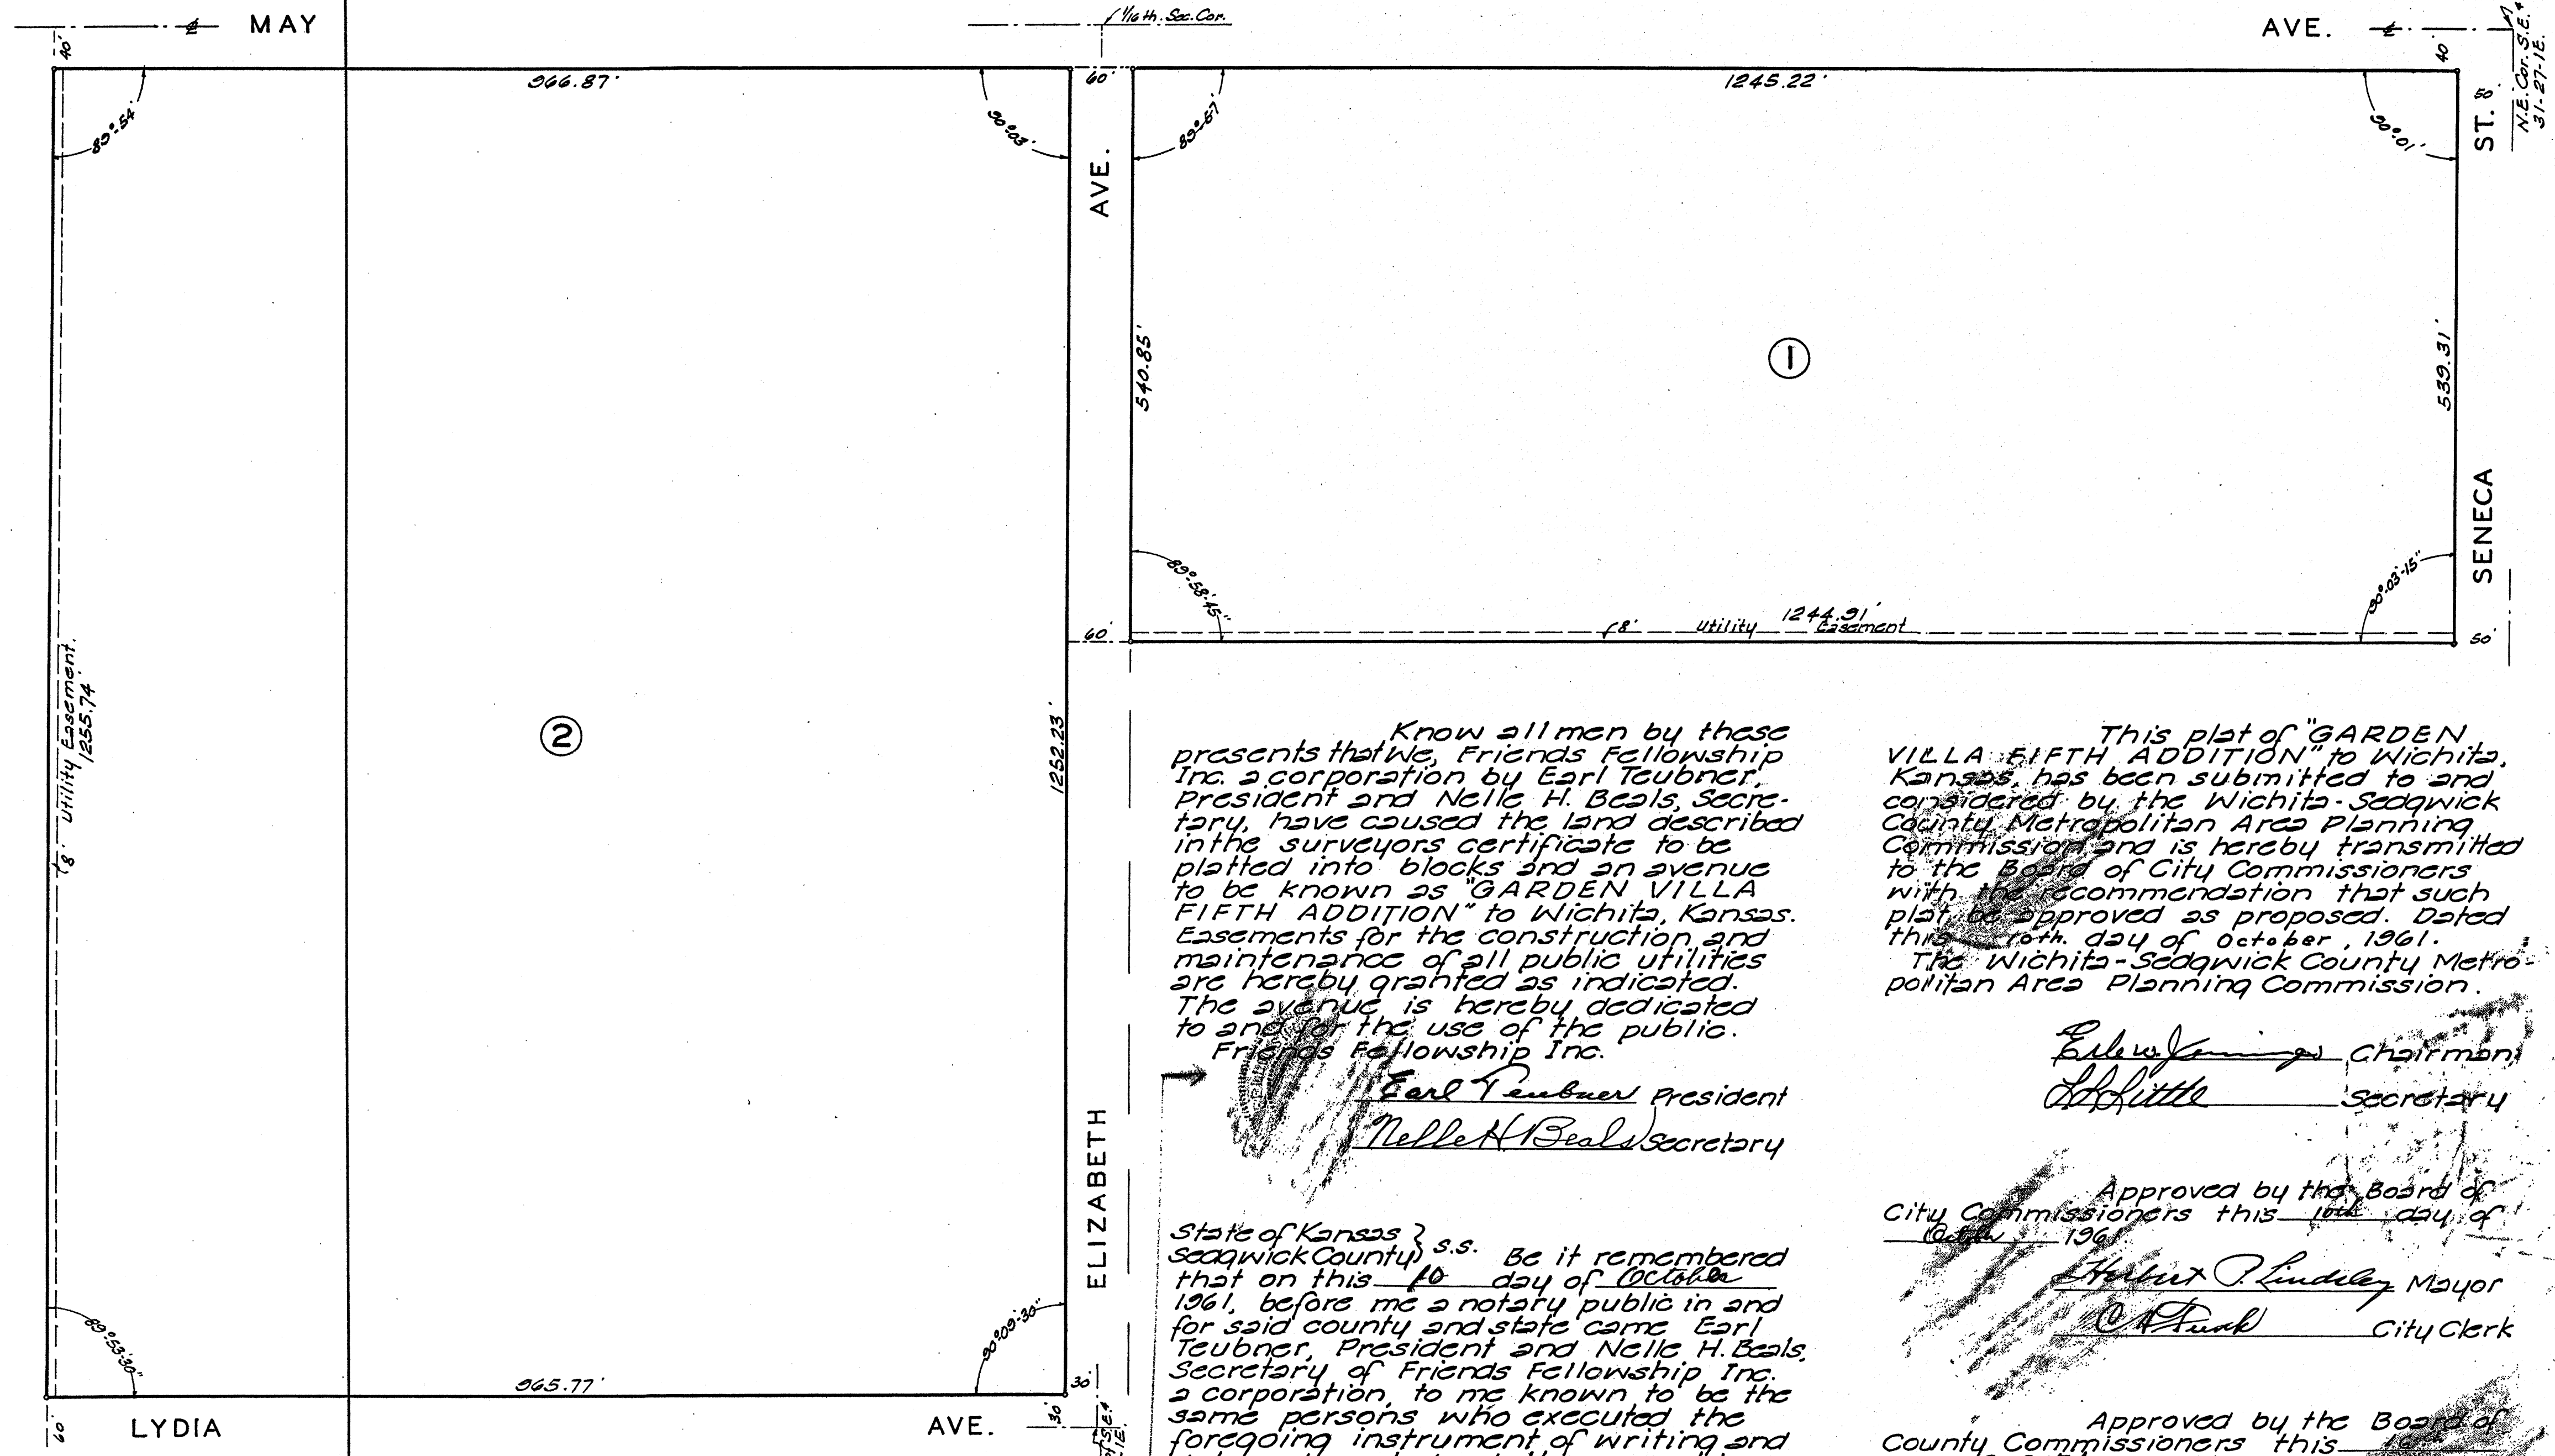 MAY
1/16 th. Sec. Cor.
AVE.
N.E. Cor. S.E.4
31-27-1E.
40'
966.87'
60'
1245.22'
40'
50'
ST.
89°-54'
90°-03'
AVE.
89°-57'
90°-01'
540.85'
①
539.31'
SENECA
89°-58'-45"
90°-03'-15"
1244.91'
8' Utility Easement
60'
50'
8' Utility Easement.
1255.74'
②
1252.23'
ELIZABETH
89°-53'-30"
90°-09'-30"
965.77'
30'
60'
LYDIA
AVE.
30'
Know all men by these
presents that We, Friends Fellowship
Inc. a corporation by Earl Teubner,
President and Nelle H. Beals, Secre-
tary, have caused the land described
in the surveyors certificate to be
platted into blocks and an avenue
to be known as "GARDEN VILLA
FIFTH ADDITION" to Wichita, Kansas.
Easements for the construction and
maintenance of all public utilities
are hereby granted as indicated.
The avenue is hereby dedicated
to and for the use of the public.
Friends Fellowship Inc.
Earl Teubner President
Nelle H Beals Secretary
State of Kansas }
Sedgwick County } s.s. Be it remembered
that on this 10 day of October
1961, before me a notary public in and
for said county and state came Earl
Teubner, President and Nelle H. Beals,
Secretary of Friends Fellowship Inc.
a corporation, to me known to be the
same persons who executed the
foregoing instrument of writing and
This plat of "GARDEN
VILLA FIFTH ADDITION" to Wichita,
Kansas, has been submitted to and
considered by the Wichita-Sedgwick
County Metropolitan Area Planning
Commission and is hereby transmitted
to the Board of City Commissioners
with the recommendation that such
plat be approved as proposed. Dated
this 10th. day of October, 1961.
The Wichita-Sedgwick County Metro-
politan Area Planning Commission.
Chairman
Little Secretary
Approved by the Board of
City Commissioners this 10th day of
196
Herbert P. Lindsley Mayor
City Clerk
Approved by the Board of
County Commissioners this